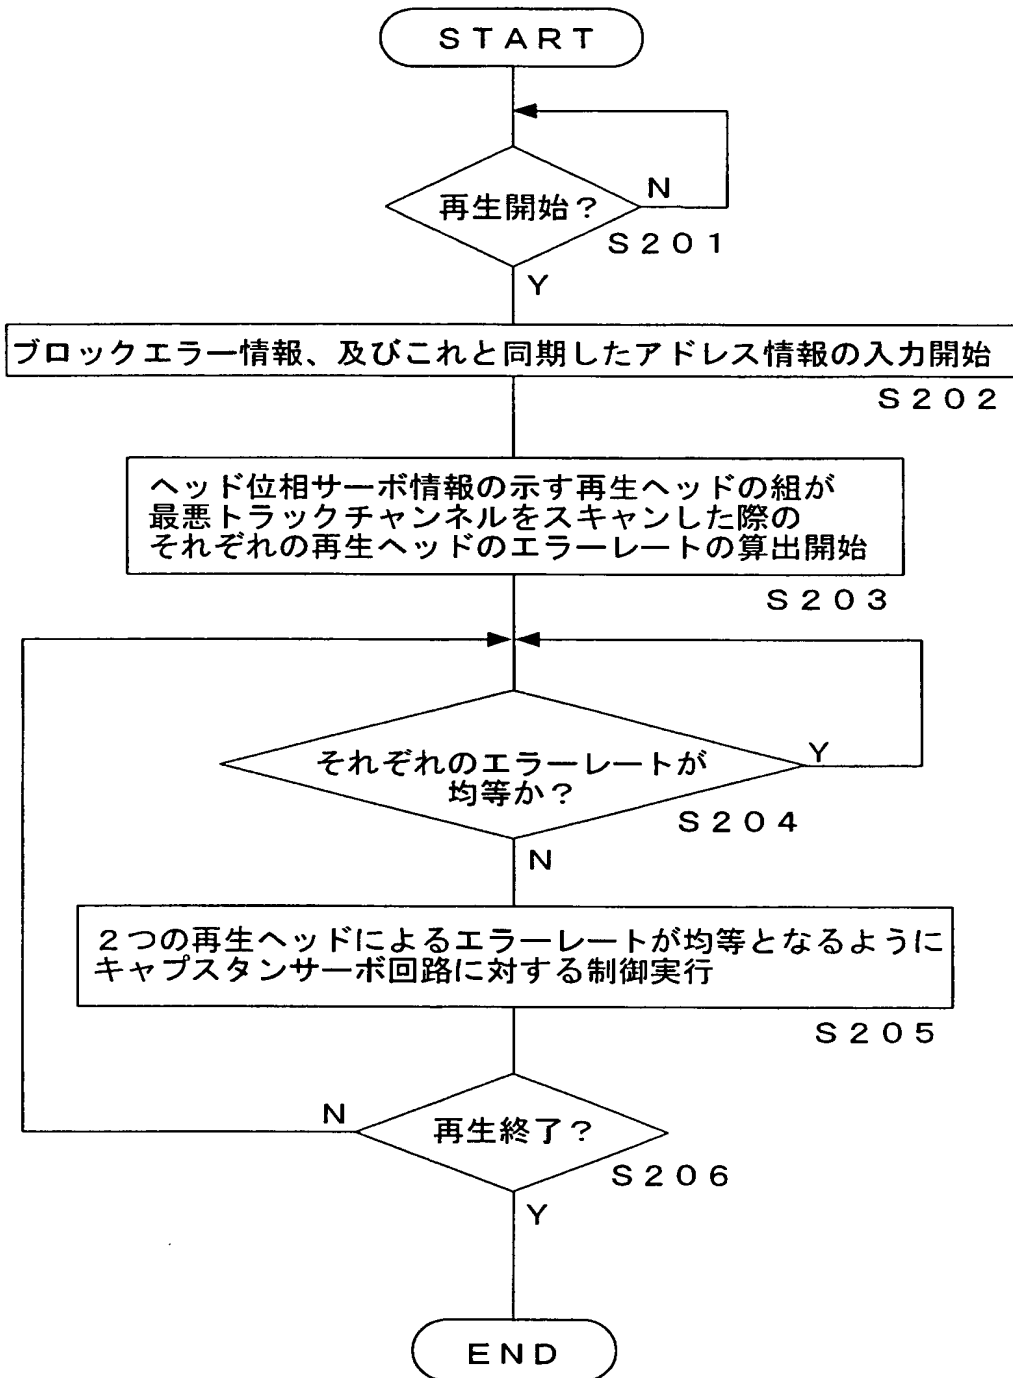 START
再生開始?
N
S201
Y
ブロックエラー情報、及びこれと同期したアドレス情報の入力開始
S202
ヘッド位相サーボ情報の示す再生ヘッドの組が
最悪トラックチャンネルをスキャンした際の
それぞれの再生ヘッドのエラーレートの算出開始
S203
それぞれのエラーレートが
均等か?
Y
S204
N
2つの再生ヘッドによるエラーレートが均等となるように
キャプスタンサーボ回路に対する制御実行
S205
N
再生終了?
S206
Y
END